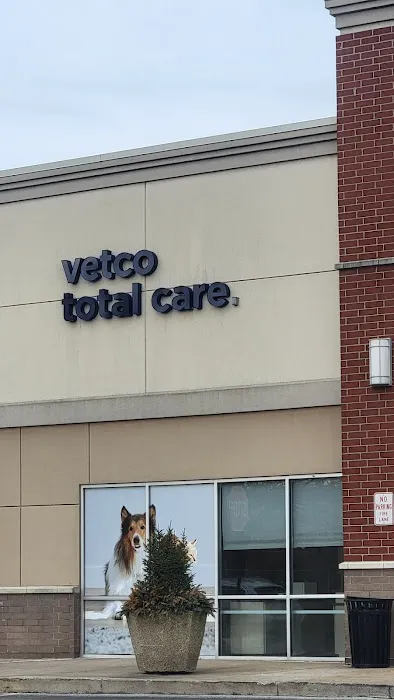 vetco
total care.
NO
PARKING
FIRE
LANE